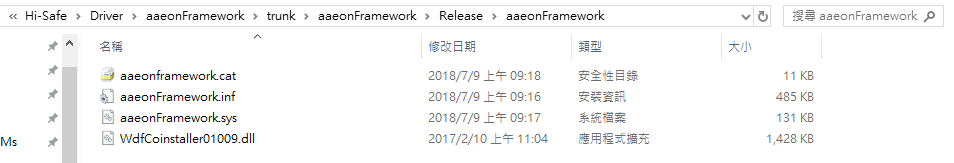 « Hi-Safe › Driver › aaeonFramework › trunk › aaeonFramework › Release › aaeonFramework
搜尋 aaeonFramework
名稱 修改日期 類型 大小
aaeonframework.cat 2018/7/9 上午 09:18 安全性目錄 11 KB
aaeonFramework.inf 2018/7/9 上午 09:16 安裝資訊 485 KB
aaeonFramework.sys 2018/7/9 上午 09:17 系統檔案 131 KB
Ms
WdfCoinstaller01009.dll 2017/2/10 上午 11:04 應用程式擴充 1,428 KB